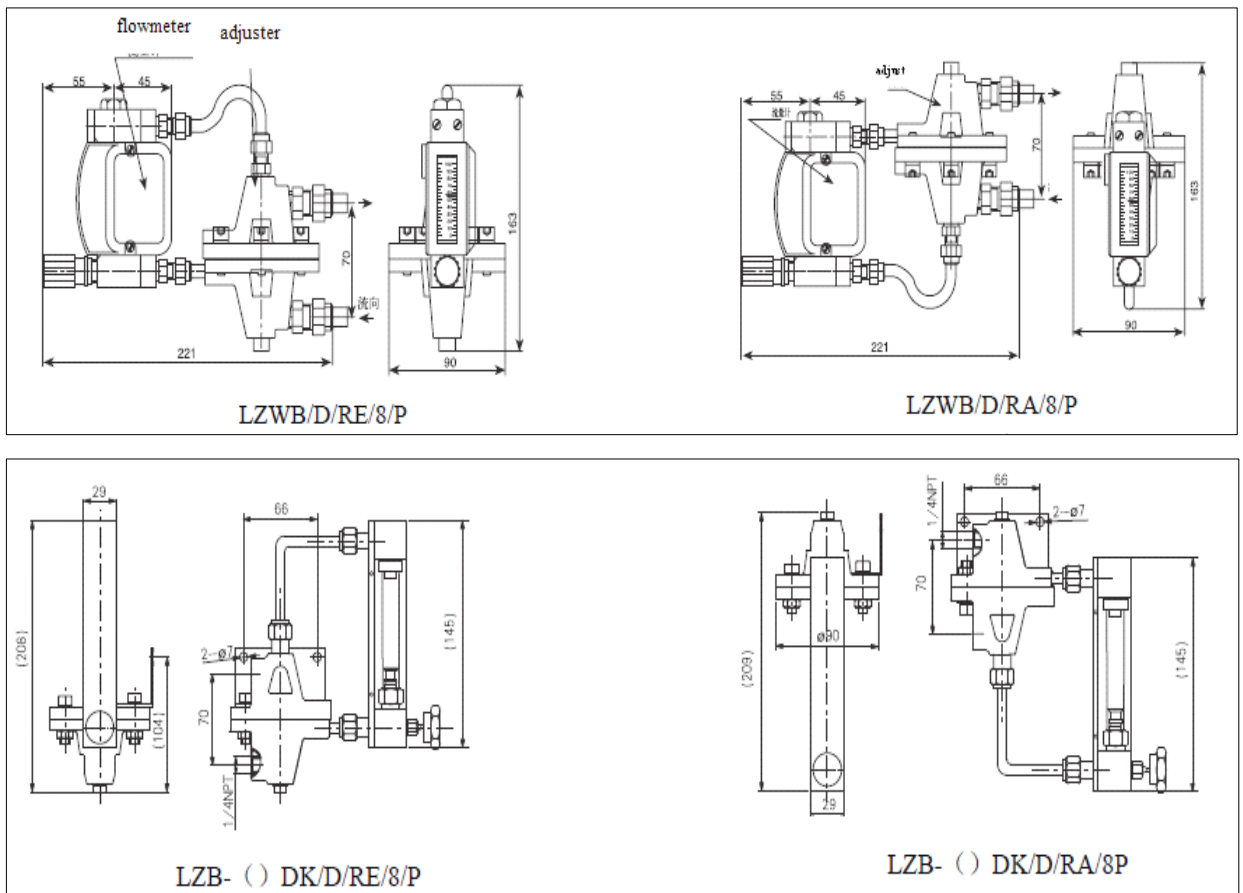 flowmeter
adjuster
55
45
163
70
流向
221
90
LZWB/D/RE/8/P
adjust
55
45
70
163
221
90
LZWB/D/RA/8/P
29
66
(208)
2-ø7
(145)
70
(104)
1/4NPT
LZB-（）DK/D/RE/8/P
66
1/4NPT
2-ø7
70
ø90
(209)
(145)
29
LZB-（）DK/D/RA/8P